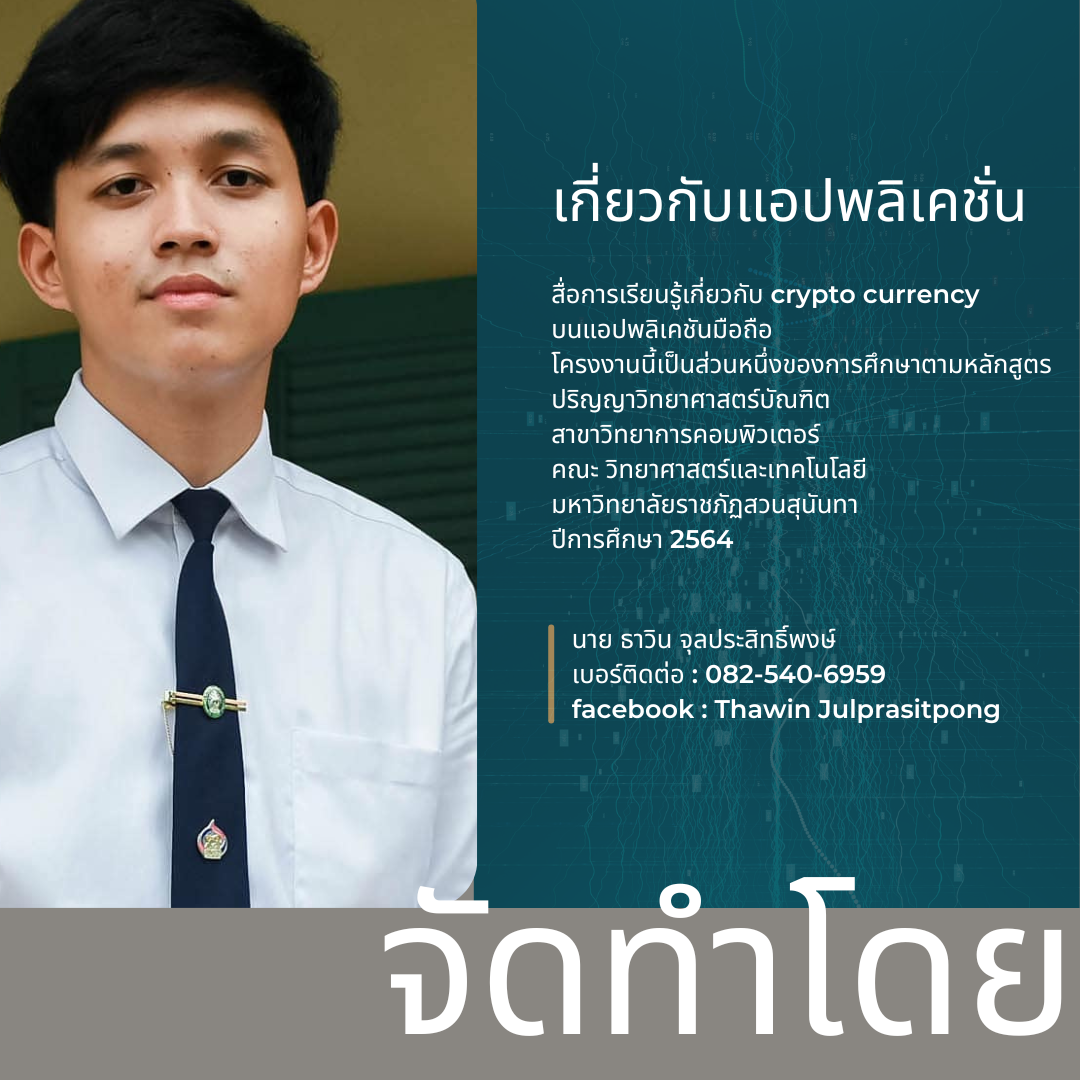 เกี่ยวกับแอปพลิเคชั่น
สื่อการเรียนรู้เกี่ยวกับ crypto currency
บนแอปพลิเคชันมือถือ
โครงงานนี้เป็นส่วนหนึ่งของการศึกษาตามหลักสูตร
ปริญญาวิทยาศาสตร์บัณฑิต
สาขาวิทยาการคอมพิวเตอร์
คณะ วิทยาศาสตร์และเทคโนโลยี
มหาวิทยาลัยราชภัฏสวนสุนันทา
ปีการศึกษา 2564
นาย ธาวิน จุลประสิทธิ์พงษ์
เบอร์ติดต่อ : 082-540-6959
facebook : Thawin Julprasitpong
จัดทำโดย